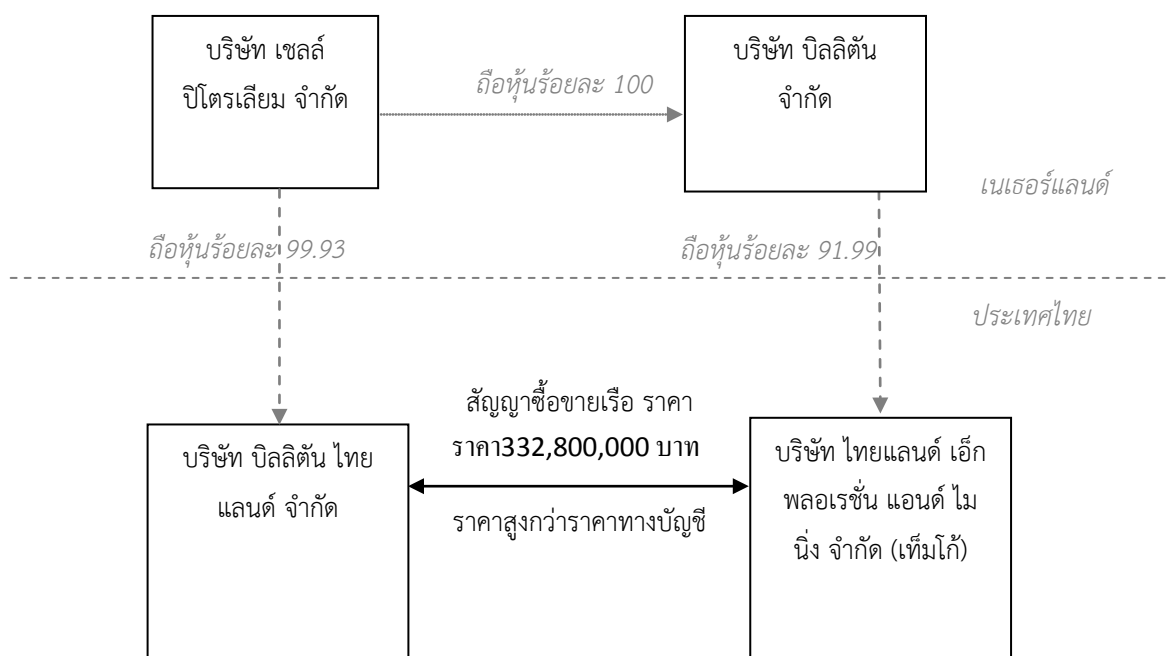 บริษัท เชลล์
ปิโตรเลียม จำกัด
ถือหุ้นร้อยละ 100
บริษัท บิลลิตัน
จำกัด
เนเธอร์แลนด์
ถือหุ้นร้อยละ 99.93
ถือหุ้นร้อยละ 91.99
ประเทศไทย
บริษัท บิลลิตัน ไทย
แลนด์ จำกัด
สัญญาซื้อขายเรือ ราคา
ราคา332,800,000 บาท
ราคาสูงกว่าราคาทางบัญชี
บริษัท ไทยแลนด์ เอ็ก
พลอเรชั่น แอนด์ ไม
นิ่ง จำกัด (เท็มโก้)